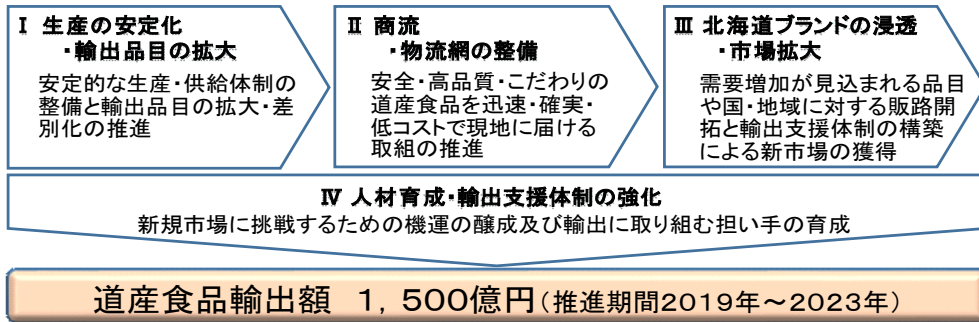 Ⅰ 生産の安定化
・輸出品目の拡大
安定的な生産・供給体制の
整備と輸出品目の拡大・差
別化の推進
Ⅱ 商流
・物流網の整備
安全・高品質・こだわりの
道産食品を迅速・確実・
低コストで現地に届ける
取組の推進
Ⅲ 北海道ブランドの浸透
・市場拡大
需要増加が見込まれる品目
や国・地域に対する販路開
拓と輸出支援体制の構築
による新市場の獲得
Ⅳ 人材育成・輸出支援体制の強化
新規市場に挑戦するための機運の醸成及び輸出に取り組む担い手の育成
道産食品輸出額 1,500億円(推進期間2019年~2023年)